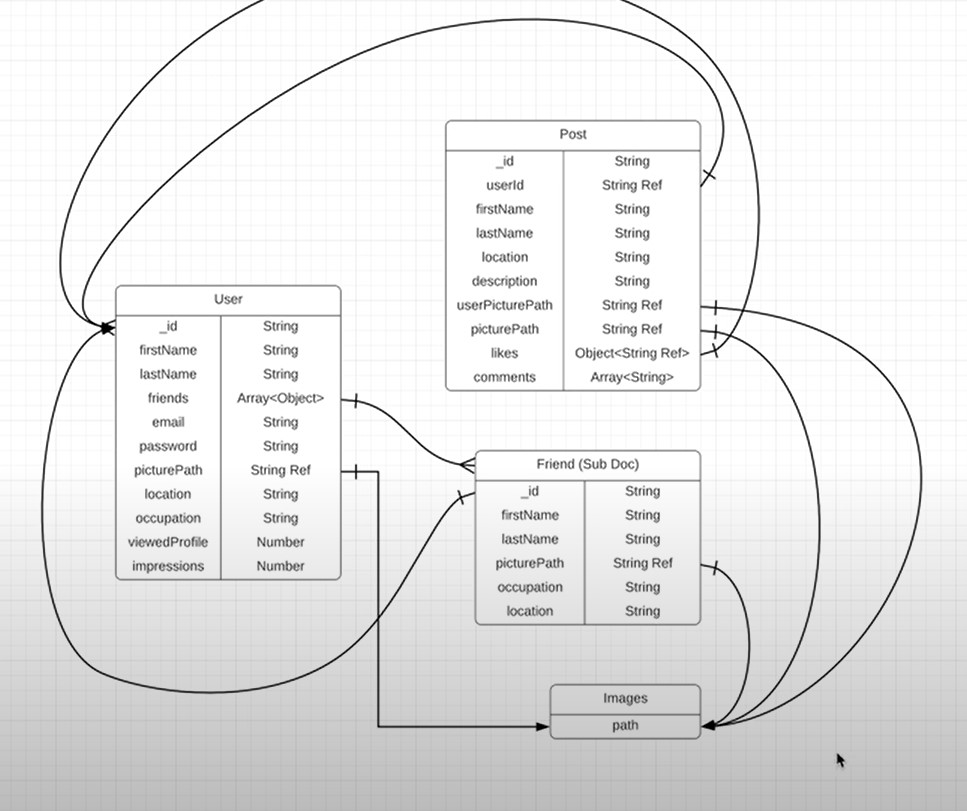 Post
_id String
userId String Ref
firstName String
lastName String
location String
description String
userPicturePath String Ref
picturePath String Ref
likes Object<String Ref>
comments Array<String>
User
_id String
firstName String
lastName String
friends Array<Object>
email String
password String
picturePath String Ref
location String
occupation String
viewedProfile Number
impressions Number
Friend (Sub Doc)
_id String
firstName String
lastName String
picturePath String Ref
occupation String
location String
Images
path